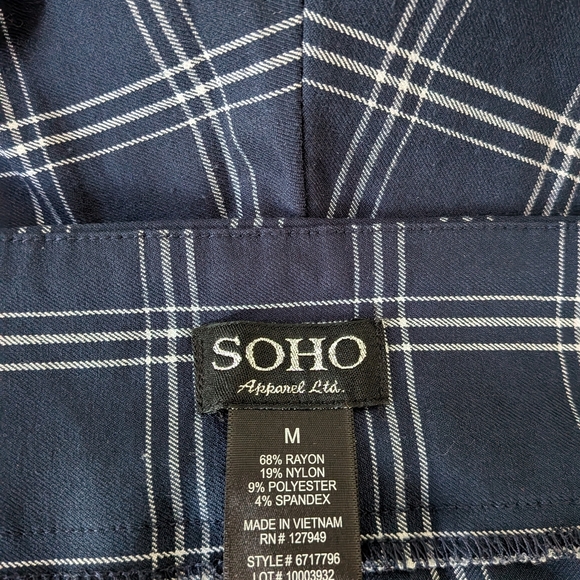 SOHO
Apparel Ltd.
M
68% RAYON
19% NYLON
9% POLYESTER
4% SPANDEX
MADE IN VIETNAM
RN# 127949
STYLE# 6717796
LOT# 10003932